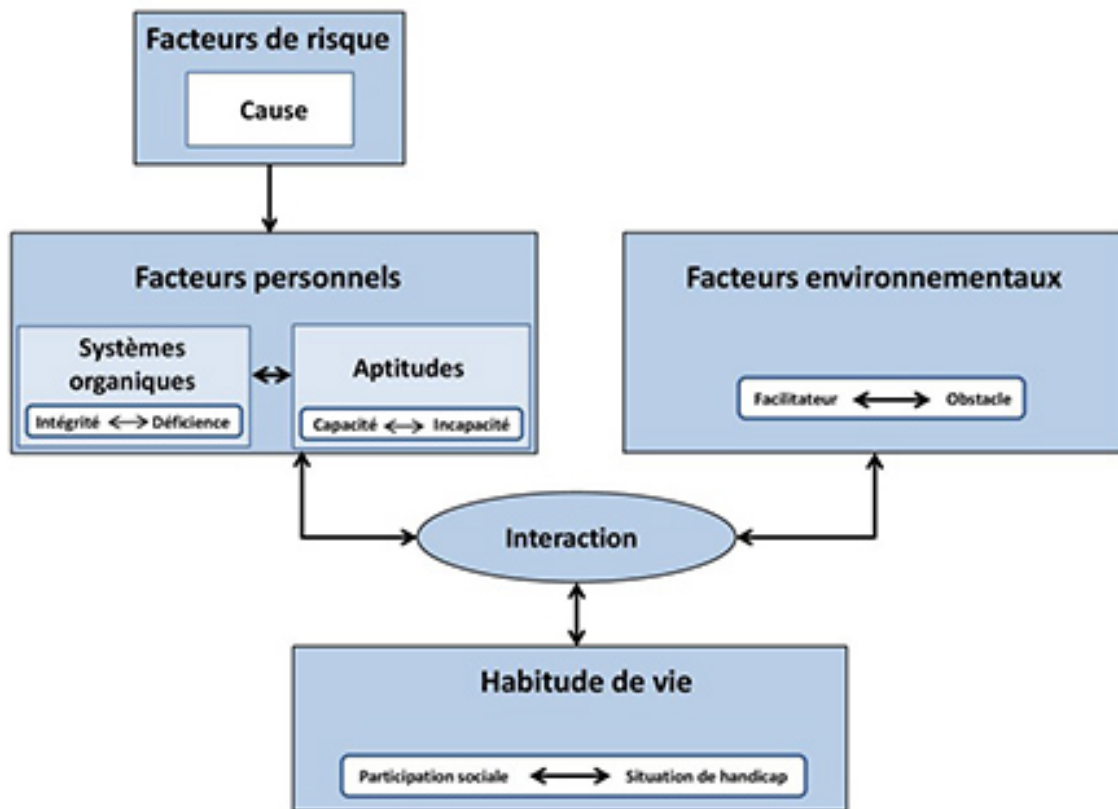 Facteurs de risque
Cause
Facteurs personnels
Systèmes
organiques
Intégrité Déficience
Aptitudes
Capacité Incapacité
Facteurs environnementaux
Facilitateur Obstacle
Interaction
Habitude de vie
Participation sociale Situation de handicap